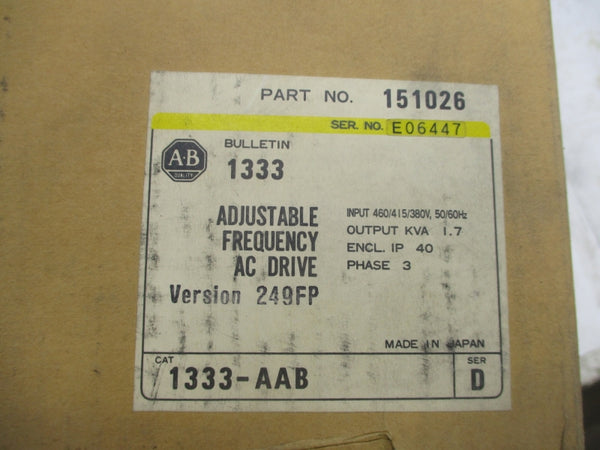 PART NO. 151026
SER. NO. E06447
A-B
QUALITY
BULLETIN
1333
ADJUSTABLE
FREQUENCY
AC DRIVE
Version 249FP
INPUT 460/415/380V, 50/60Hz
OUTPUT KVA 1.7
ENCL. IP 40
PHASE 3
MADE IN JAPAN
CAT
1333-AAB
SER
D